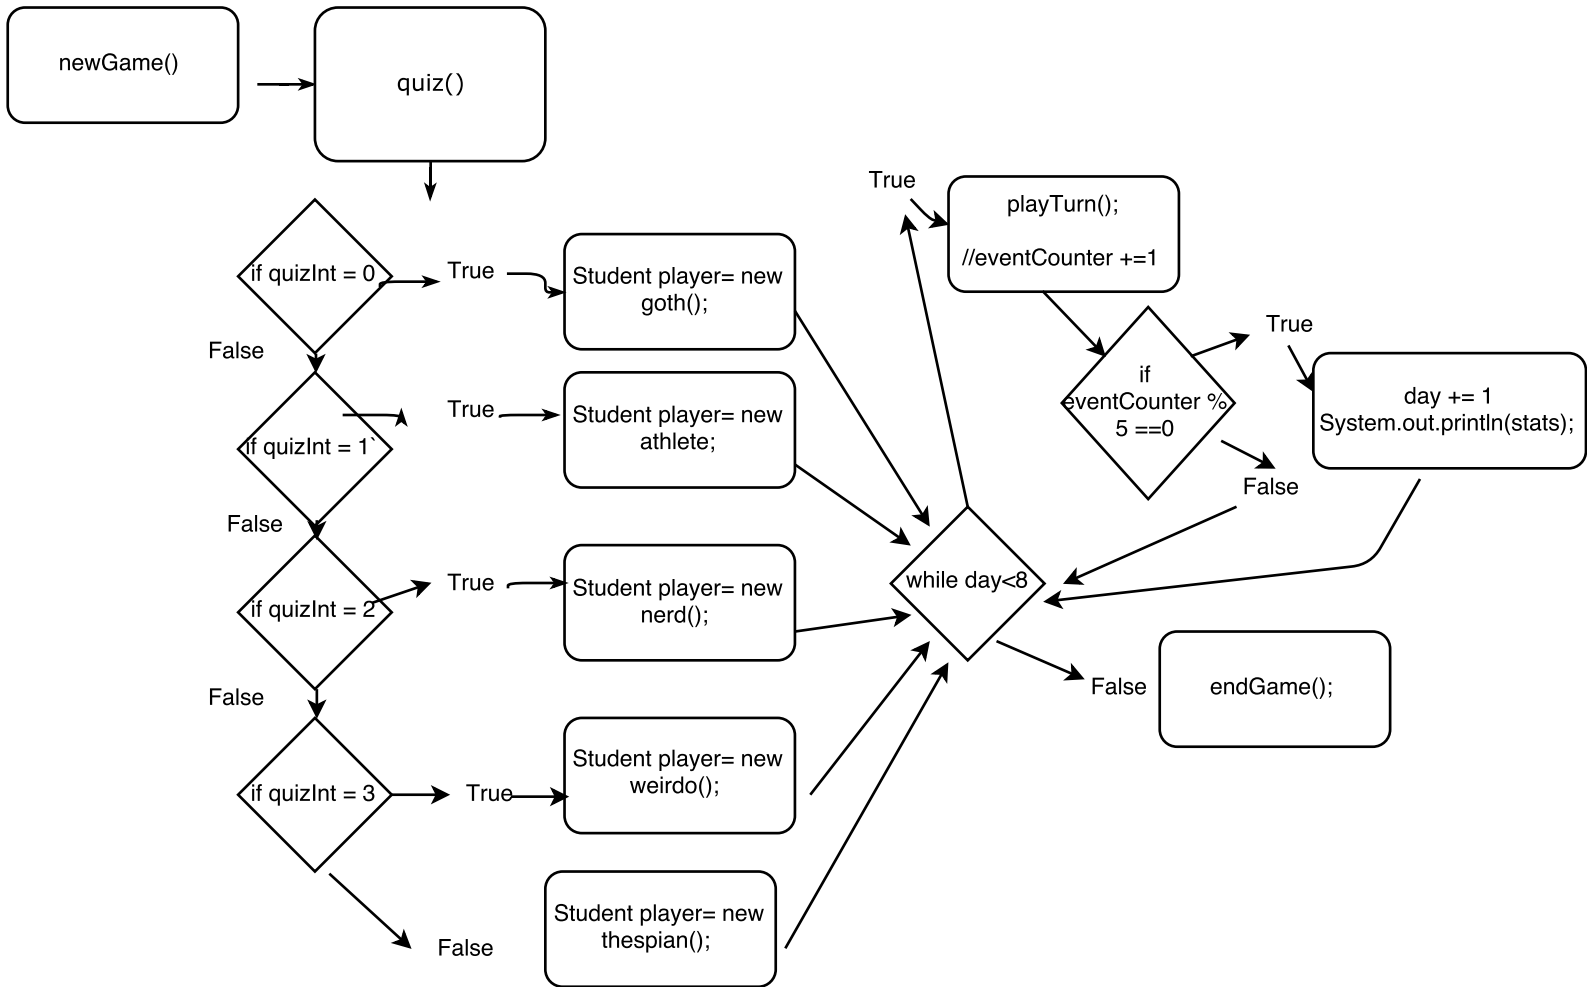 newGame()
quiz()
if quizInt = 0
True
Student player= new
goth();
False
if quizInt = 1`
True
Student player= new
athlete;
False
if quizInt = 2
True
Student player= new
nerd();
False
if quizInt = 3
True
Student player= new
weirdo();
False
Student player= new
thespian();
while day<8
True
playTurn();
//eventCounter +=1
if
eventCounter %
5 ==0
True
day += 1
System.out.println(stats);
False
False
endGame();